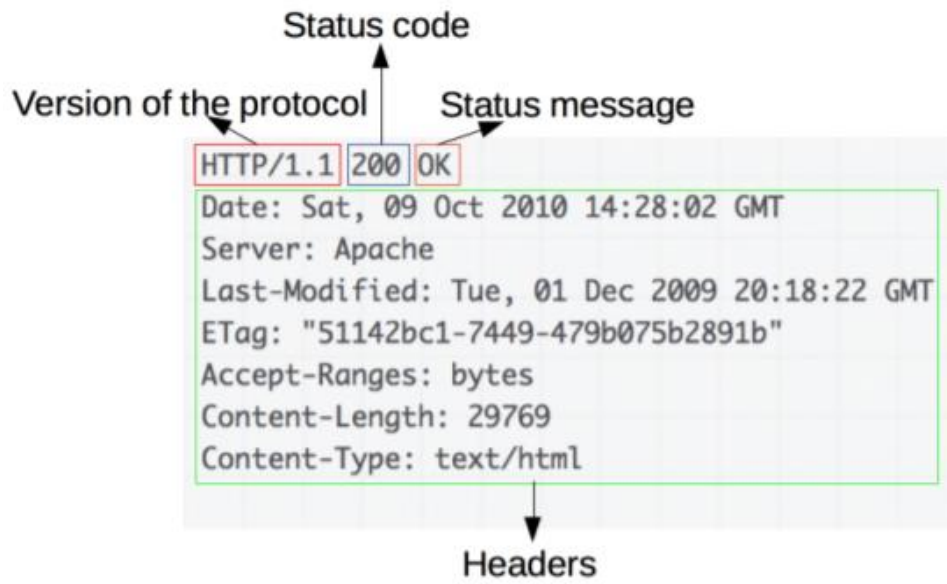 Status code
Version of the protocol
Status message
HTTP/1.1 200 OK
Date: Sat, 09 Oct 2010 14:28:02 GMT
Server: Apache
Last-Modified: Tue, 01 Dec 2009 20:18:22 GMT
ETag: "51142bc1-7449-479b075b2891b"
Accept-Ranges: bytes
Content-Length: 29769
Content-Type: text/html
Headers